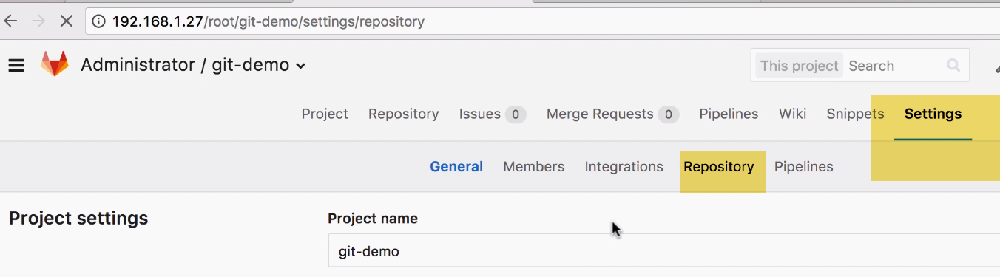 192.168.1.27/root/git-demo/settings/repository
Administrator / git-demo
This project Search
Project Repository Issues 0 Merge Requests 0 Pipelines Wiki Snippets Settings
General Members Integrations Repository Pipelines
Project settings
Project name
git-demo